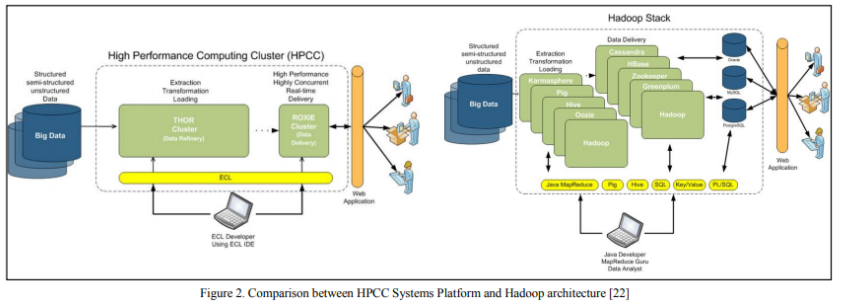 High Performance Computing Cluster (HPCC)
Structured
semi-structured
unstructured
Data
Big Data
Extraction
Transformation
Loading
THOR
Cluster
(Data Refinery)
High Performance
Highly Concurrent
Real-time
Delivery
ROXIE
Cluster
(Data
Delivery)
ECL
Web
Application
ECL Developer
Using ECL IDE
Hadoop Stack
Structured
semi-structured
unstructured
data
Big Data
Extraction
Transformation
Loading
Karmasphere
Pig
Hive
Oozie
Hadoop
Data Delivery
Cassandra
HBase
Zookeeper
Greenplum
Hadoop
Oracle
MySQL
PostgreSQL
Java MapReduce
Pig
Hive
SQL
Key/Value
PL/SQL
Web
Application
Java Developer
MapReduce Guru
Data Analyst
Figure 2. Comparison between HPCC Systems Platform and Hadoop architecture [22]